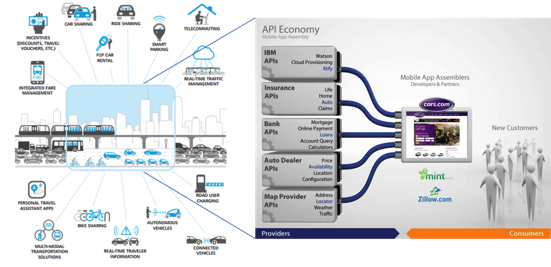 CAR SHARING
RIDE SHARING
TELECOMMUTING
INCENTIVES
(DISCOUNTS, TRAVEL
VOUCHERS, ETC.)
P2P CAR
RENTAL
SMART
PARKING
INTEGRATED FARE
MANAGEMENT
REAL-TIME TRAFFIC
MANAGEMENT
PERSONAL TRAVEL
ASSISTANT APPS
BIKE SHARING
AUTONOMOUS
VEHICLES
ROAD USER
CHARGING
MULTI-MODAL
TRANSPORTATION
SOLUTIONS
REAL-TIME TRAVELER
INFORMATION
CONNECTED
VEHICLES
API Economy
Mobile App Assembly
IBM
APIs
Watson
Cloud Provisioning
Xtify
Insurance
APIs
Life
Home
Auto
Claims
Bank
APIs
Mortgage
Online Payment
Loans
Account Query
Calculators
Auto Dealer
APIs
Price
Availability
Location
Configuration
Map Provider
APIs
Address
Locator
Weather
Traffic
Mobile App Assemblers
Developers & Partners
cars.com
mint
Zillow.com
New Customers
Providers
Consumers